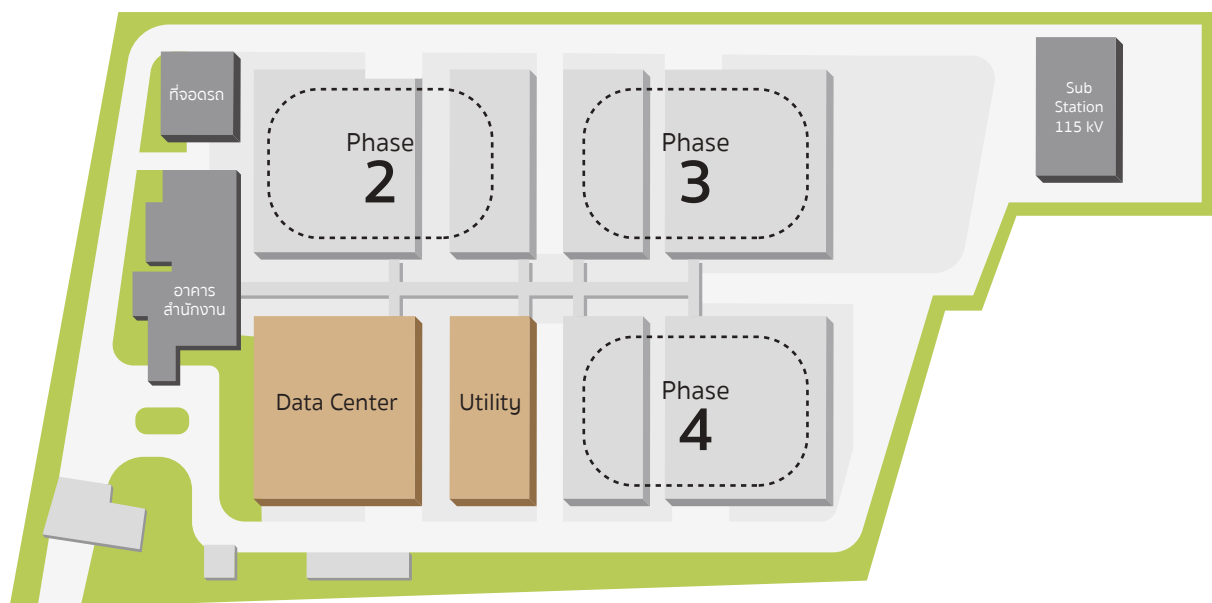 ที่จอดรถ
Phase
2
Phase
3
Sub
Station
115 kV
อาคาร
สำนักงาน
Data Center
Utility
Phase
4